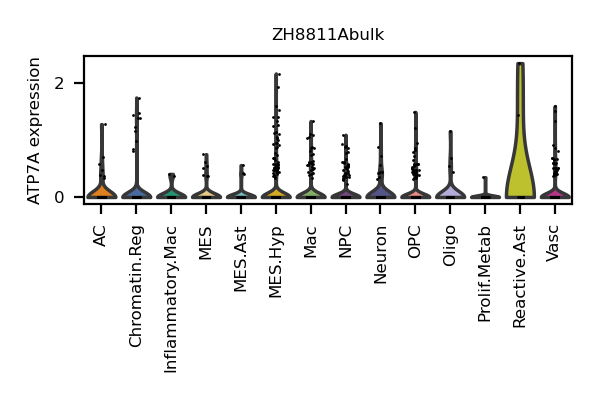 ZH8811Abulk
ATP7A expression
2
0
AC
Chromatin.Reg
Inflammatory.Mac
MES
MES.Ast
MES.Hyp
Mac
NPC
Neuron
OPC
Oligo
Prolif.Metab
Reactive.Ast
Vasc